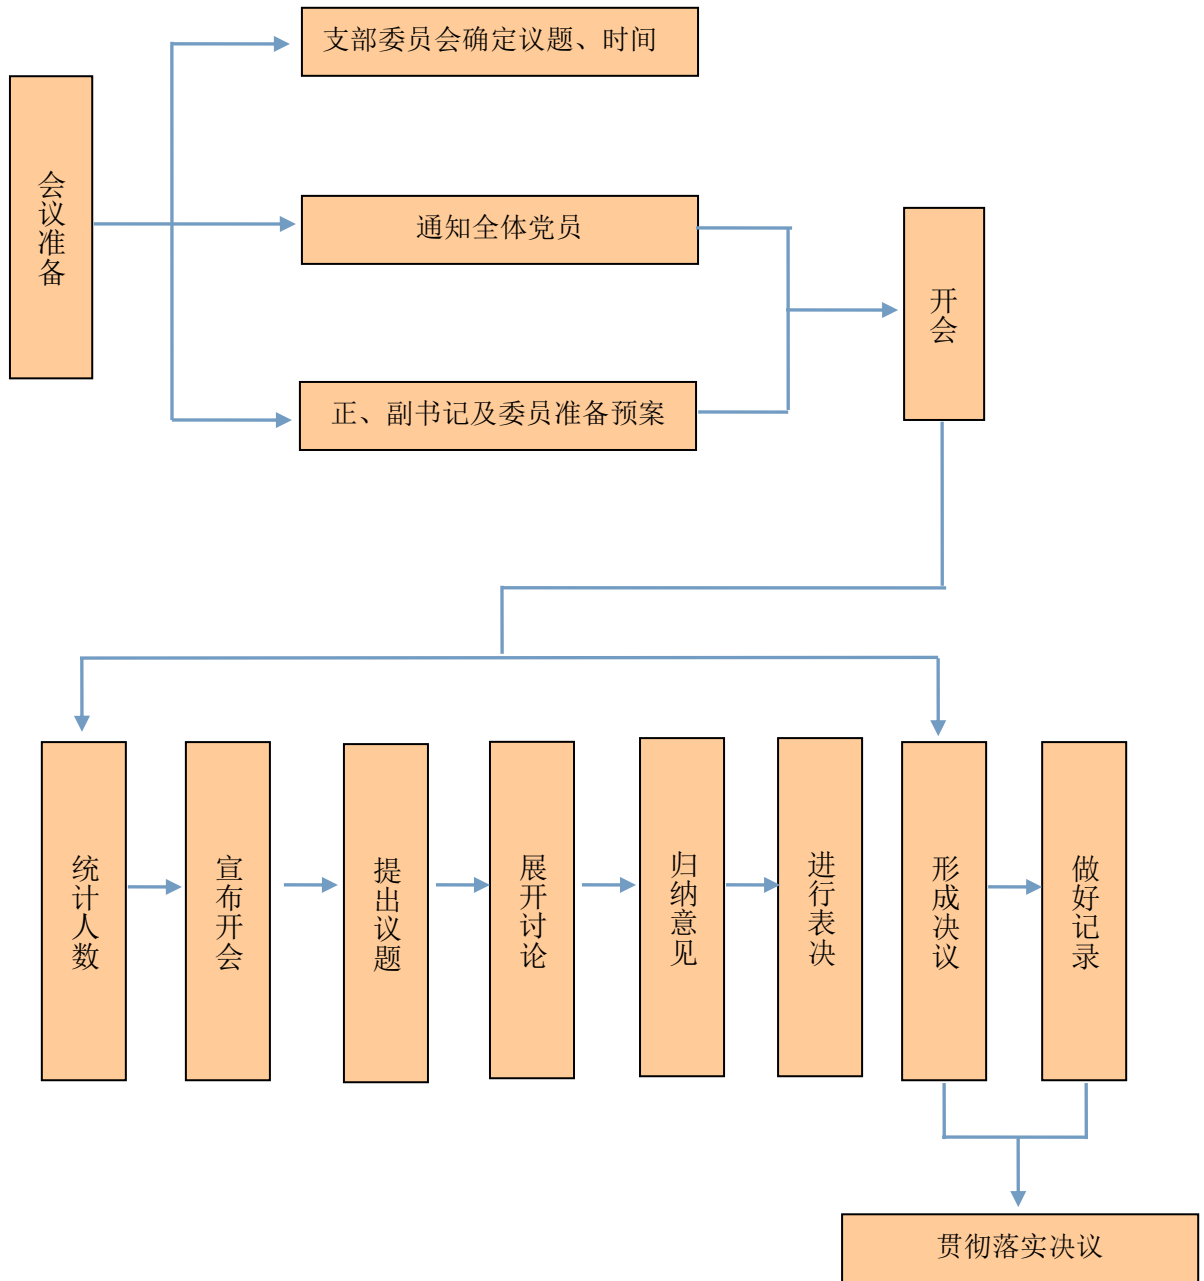 支部委员会确定议题、时间
会议准备
通知全体党员
开会
正、副书记及委员准备预案
统计人数
宣布开会
提出议题
展开讨论
归纳意见
进行表决
形成决议
做好记录
贯彻落实决议